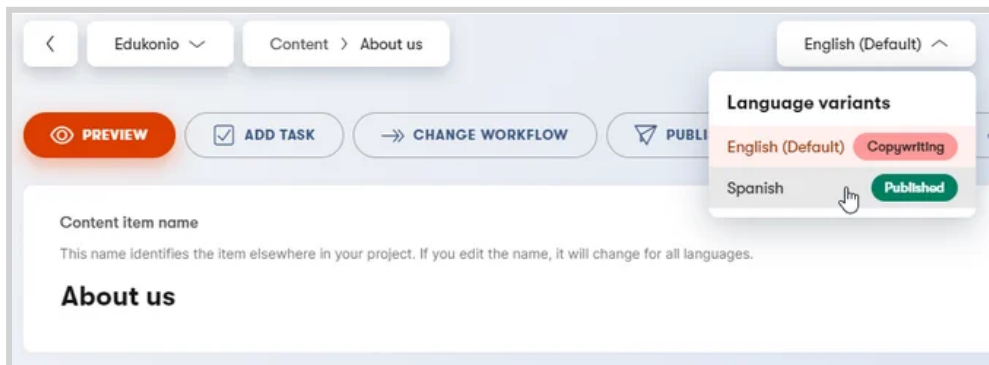 Edukonio
Content > About us
English (Default)
Language variants
English (Default) Copywriting
Spanish Published
PREVIEW
ADD TASK
CHANGE WORKFLOW
Content item name
This name identifies the item elsewhere in your project. If you edit the name, it will change for all languages.
About us